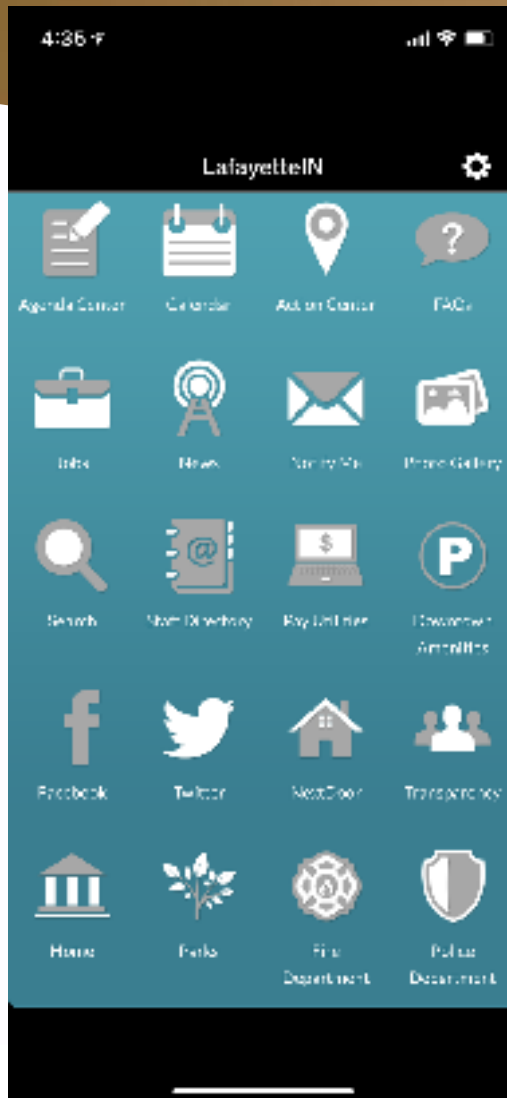 4:35
LafayetteIN
Agenda Center
Calendar
Action Center
FAQs
?
Jobs
News
Notify Me
Photo Gallery
@
$
P
Search
Staff Directory
Pay Utilities
Downtown
Amenities
f
Facebook
Twitter
NextDoor
Transparency
Home
Parks
Fire
Department
Police
Department